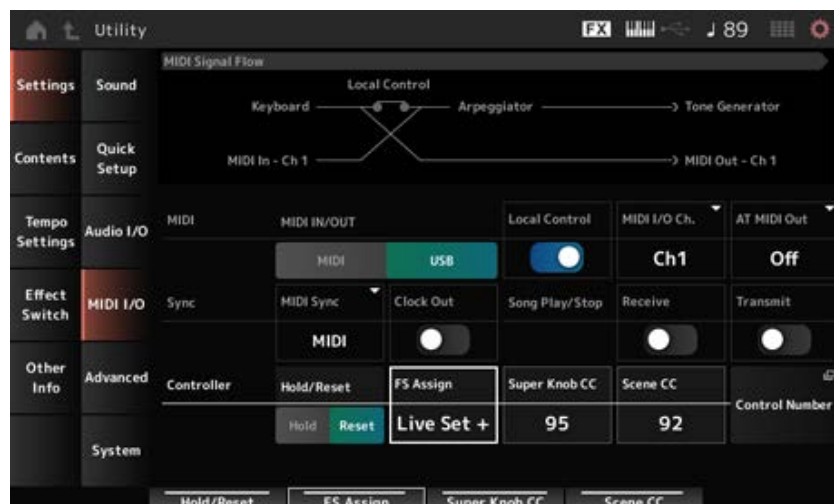 Utility
FX
♩ 89
Settings
Sound
Contents
Quick
Setup
Tempo
Settings
Audio I/O
Effect
Switch
MIDI I/O
Other
Info
Advanced
System
MIDI Signal Flow
Local Control
Keyboard
Arpeggiator
Tone Generator
MIDI In - Ch 1
MIDI Out - Ch 1
MIDI
MIDI IN/OUT
MIDI
USB
Local Control
MIDI I/O Ch.
Ch1
AT MIDI Out
Off
Sync
MIDI Sync
MIDI
Clock Out
Song Play/Stop
Receive
Transmit
Controller
Hold/Reset
Hold
Reset
FS Assign
Live Set +
Super Knob CC
95
Scene CC
92
Control Number
Hold/Reset
FS Assign
Super Knob CC
Scene CC